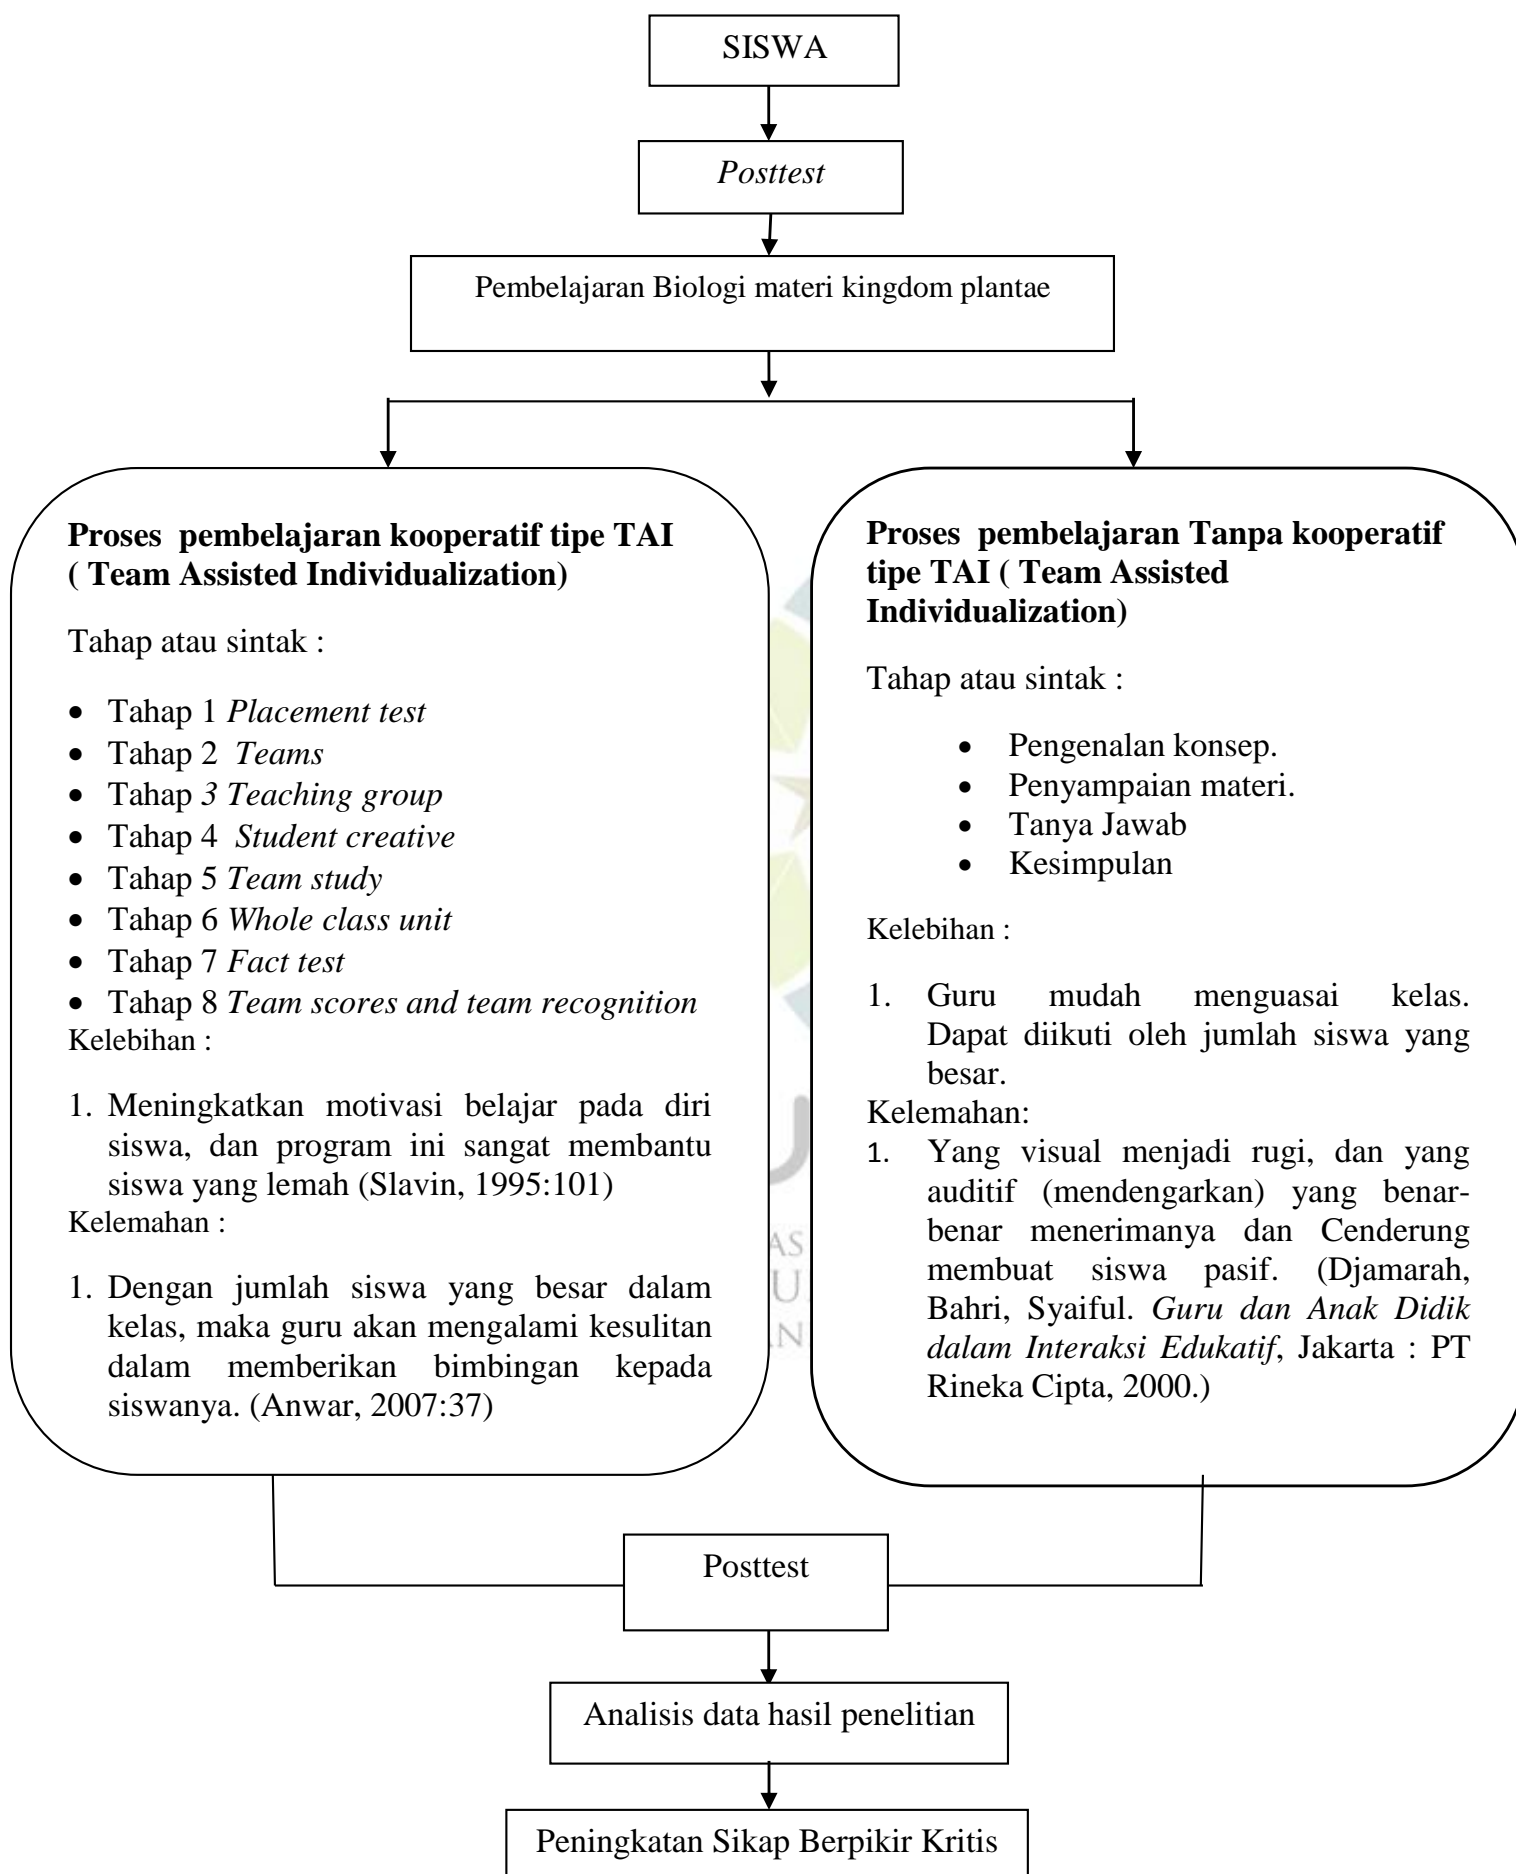 SISWA
Posttest
Pembelajaran Biologi materi kingdom plantae
Proses pembelajaran kooperatif tipe TAI
( Team Assisted Individualization)
Tahap atau sintak :
• Tahap 1 Placement test
• Tahap 2 Teams
• Tahap 3 Teaching group
• Tahap 4 Student creative
• Tahap 5 Team study
• Tahap 6 Whole class unit
• Tahap 7 Fact test
• Tahap 8 Team scores and team recognition
Kelebihan :
1. Meningkatkan motivasi belajar pada diri
siswa, dan program ini sangat membantu
siswa yang lemah (Slavin, 1995:101)
Kelemahan :
1. Dengan jumlah siswa yang besar dalam
kelas, maka guru akan mengalami kesulitan
dalam memberikan bimbingan kepada
siswanya. (Anwar, 2007:37)
Proses pembelajaran Tanpa kooperatif
tipe TAI ( Team Assisted
Individualization)
Tahap atau sintak :
• Pengenalan konsep.
• Penyampaian materi.
• Tanya Jawab
• Kesimpulan
Kelebihan :
1. Guru mudah menguasai kelas.
Dapat diikuti oleh jumlah siswa yang
besar.
Kelemahan:
1. Yang visual menjadi rugi, dan yang
auditif (mendengarkan) yang benar-
benar menerimanya dan Cenderung
membuat siswa pasif. (Djamarah,
Bahri, Syaiful. Guru dan Anak Didik
dalam Interaksi Edukatif, Jakarta : PT
Rineka Cipta, 2000.)
Posttest
Analisis data hasil penelitian
Peningkatan Sikap Berpikir Kritis